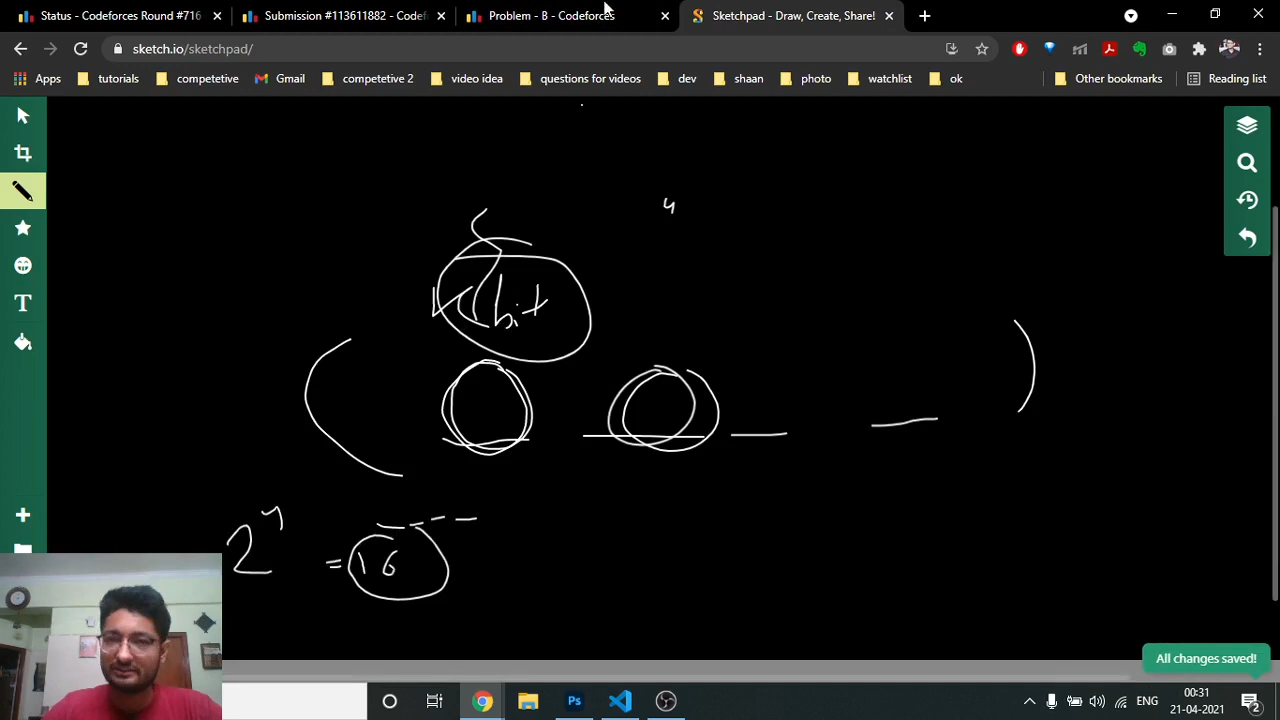 Status - Codeforces Round #716
Submission #113611882 - Codef
Problem - B - Codeforces
Sketchpad - Draw, Create, Share!
sketch.io/sketchpad/
Apps
tutorials
competetive
Gmail
competetive 2
video idea
questions for videos
dev
shaan
photo
watchlist
ok
Other bookmarks
Reading list
4
bit
2
= 16
All changes saved!
ENG
00:31
21-04-2021
2